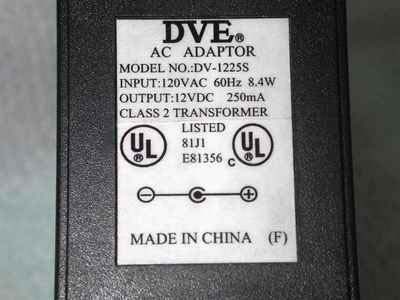 DVE®
AC ADAPTOR
MODEL NO.:DV-1225S
INPUT:120VAC 60Hz 8.4W
OUTPUT:12VDC 250mA
CLASS 2 TRANSFORMER
UL LISTED C UL
81J1
E81356
MADE IN CHINA (F)